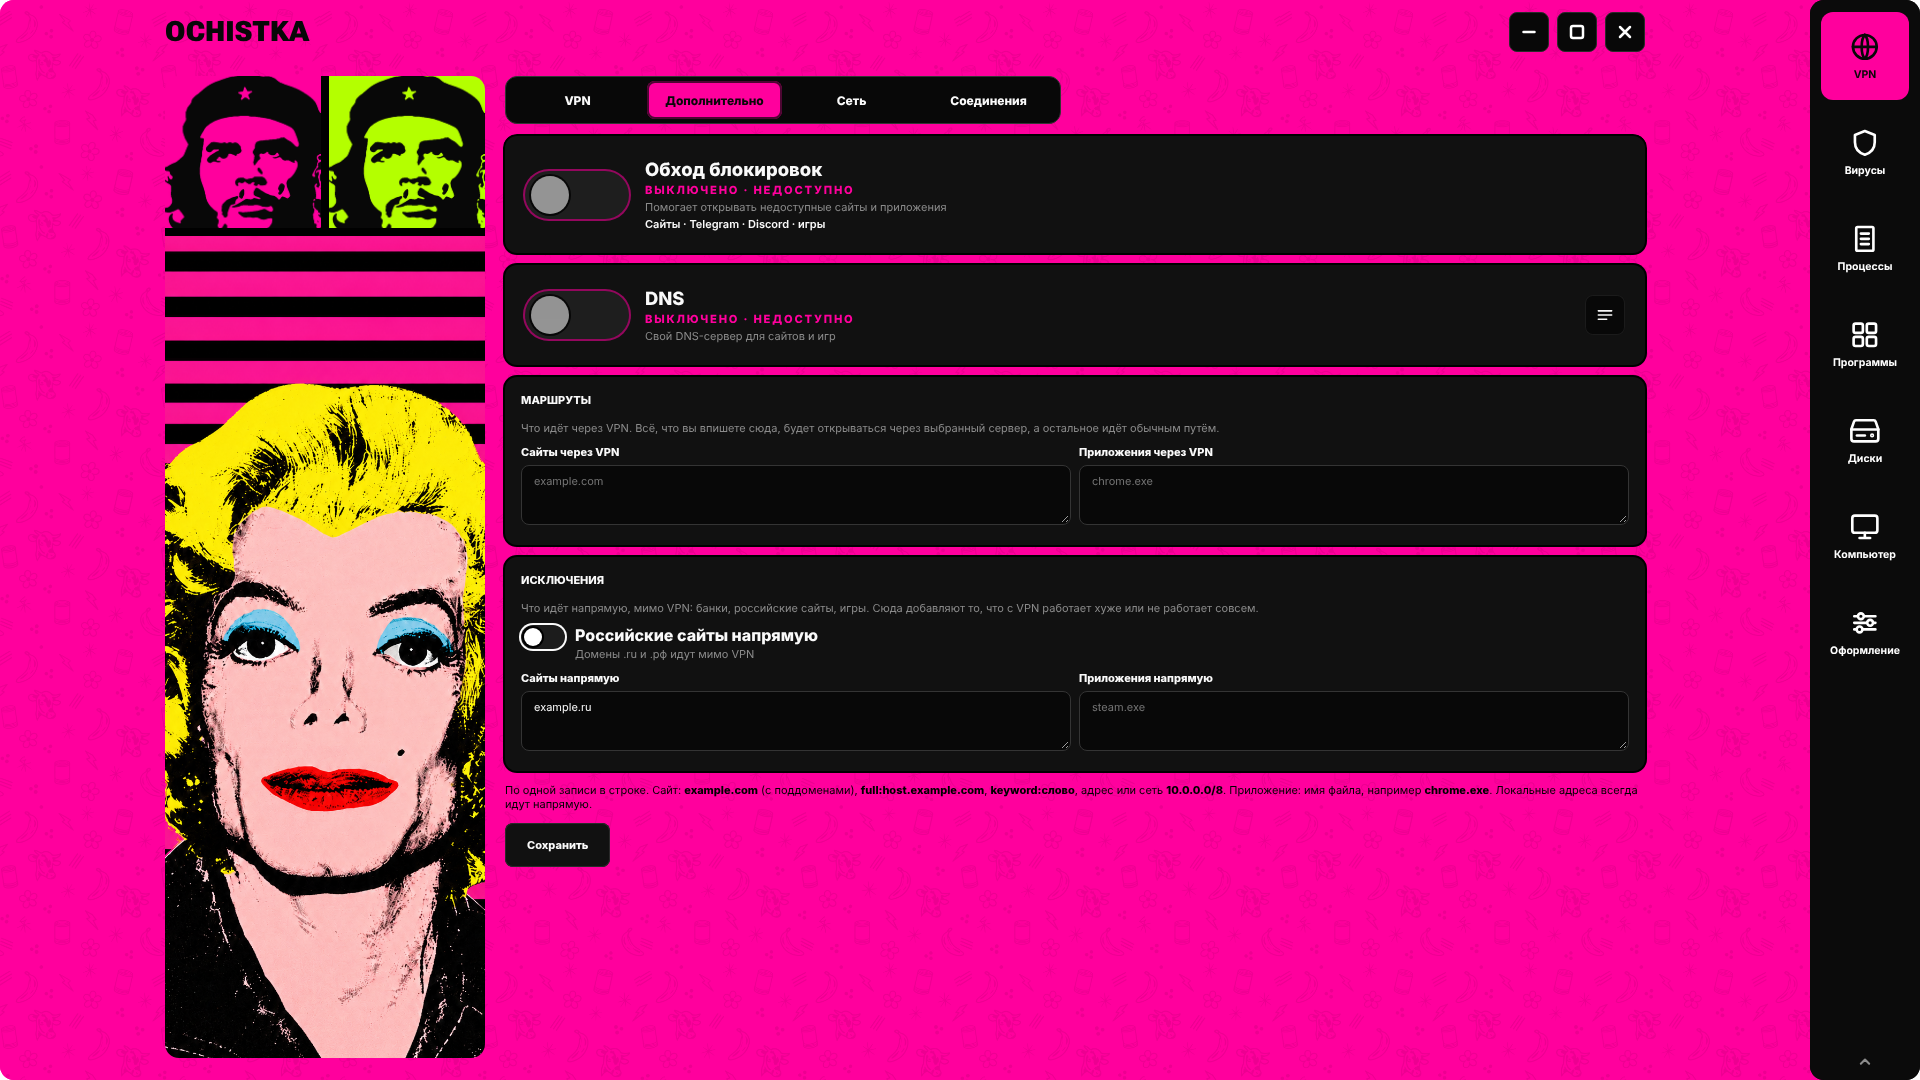 OCHISTKA
VPN
Дополнительно
Сеть
Соединения
Обход блокировок
ВЫКЛЮЧЕНО · НЕДОСТУПНО
Помогает открывать недоступные сайты и приложения
Сайты · Telegram · Discord · игры
DNS
ВЫКЛЮЧЕНО · НЕДОСТУПНО
Свой DNS-сервер для сайтов и игр
МАРШРУТЫ
Что идёт через VPN. Всё, что вы впишете сюда, будет открываться через выбранный сервер, а остальное идёт обычным путём.
Сайты через VPN
Приложения через VPN
example.com
chrome.exe
ИСКЛЮЧЕНИЯ
Что идёт напрямую, мимо VPN: банки, российские сайты, игры. Сюда добавляют то, что с VPN работает хуже или не работает совсем.
Российские сайты напрямую
Домены .ru и .рф идут мимо VPN
Сайты напрямую
Приложения напрямую
example.ru
steam.exe
По одной записи в строке. Сайт: example.com (с поддоменами), full:host.example.com, keyword:слово, адрес или сеть 10.0.0.0/8. Приложение: имя файла, например chrome.exe. Локальные адреса всегда
идут напрямую.
Сохранить
VPN
Вирусы
Процессы
Программы
Диски
Компьютер
Оформление